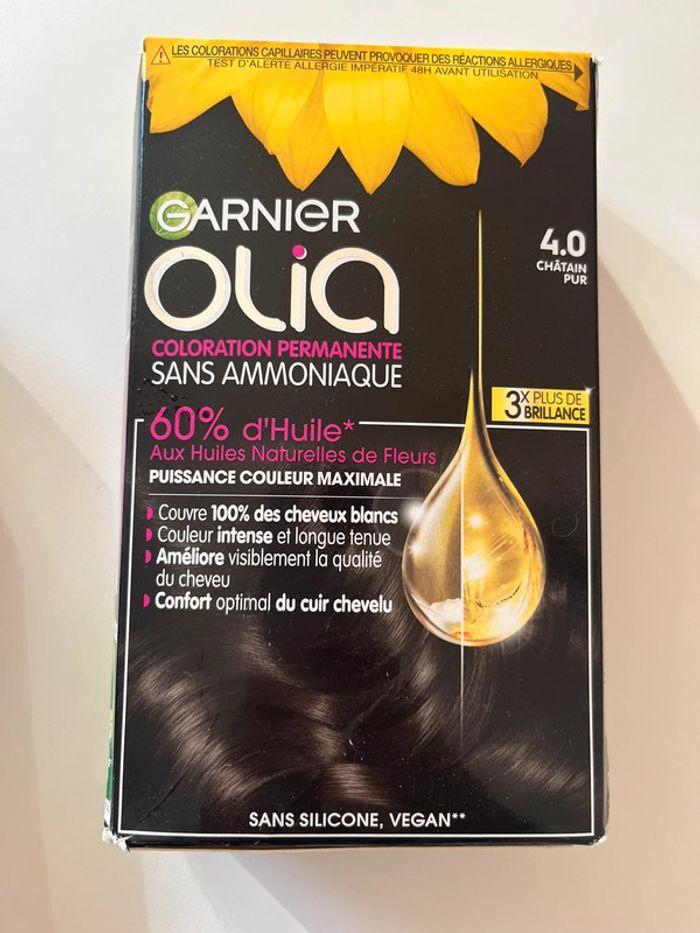 LES COLORATIONS CAPILLAIRES PEUVENT PROVOQUER DES RÉACTIONS ALLERGIQUES
TEST D'ALERTE ALLERGIE IMPÉRATIF 48H AVANT UTILISATION
GARNIER
OLia
4.0
CHÂTAIN
PUR
COLORATION PERMANENTE
SANS AMMONIAQUE
3X PLUS DE
BRILLANCE
60% d'Huile*
Aux Huiles Naturelles de Fleurs
PUISSANCE COULEUR MAXIMALE
Couvre 100% des cheveux blancs
Couleur intense et longue tenue
Améliore visiblement la qualité
du cheveu
Confort optimal du cuir chevelu
SANS SILICONE, VEGAN**